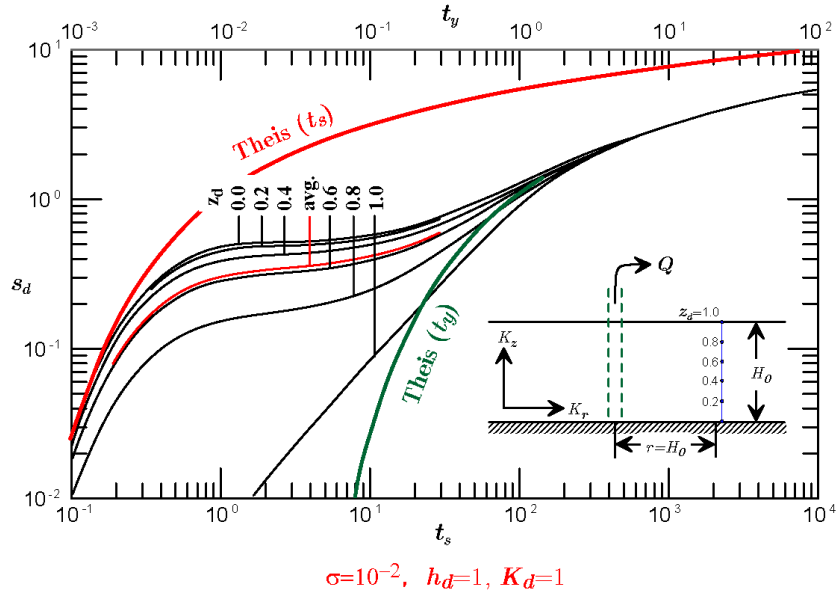 t_y
10^-3 10^-2 10^-1 10^0 10^1 10^2
10^1
10^0
10^-1
10^-2
s_d
Theis (t_s)
z_d 0.0 0.2 0.4 avg. 0.6 0.8 1.0
Theis (t_y)
Q
z_d=1.0
0.8
0.6
0.4
0.2
K_z
K_r
H_0
r=H_0
10^-1 10^0 10^1 10^2 10^3 10^4
t_s
σ=10^-2, h_d=1, K_d=1